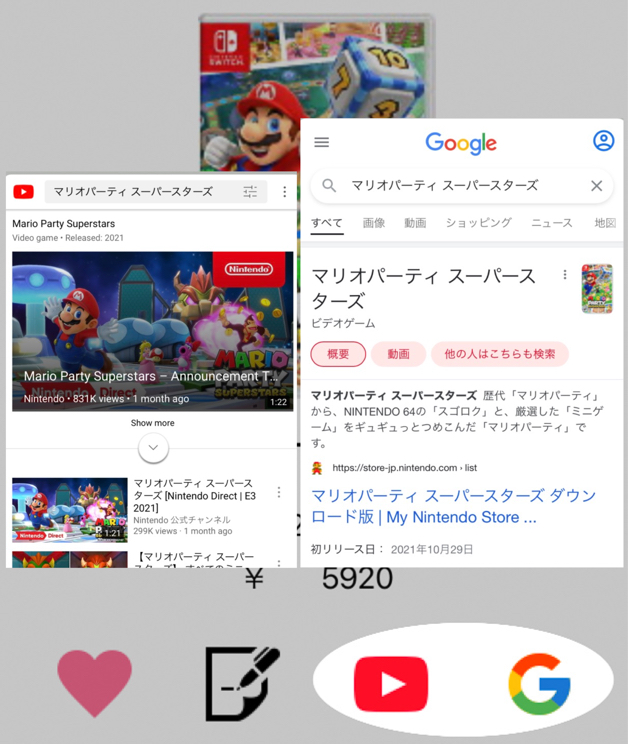 NINTENDO
SWITCH
10
7
3
マリオパーティ スーパースターズ
Mario Party Superstars
Video game • Released: 2021
Nintendo
MARIO
PARTY
SUPERSTARS
Nintendo Direct
Mario Party Superstars – Announcement T...
Nintendo • 831K views • 1 month ago
1:22
Show more
マリオパーティ スーパースターズ [Nintendo Direct | E3 2021]
Nintendo 公式チャンネル
299K views · 1 month ago
Nintendo Direct
1:21
【マリオパーティ スーパー
Google
マリオパーティ スーパースターズ
すべて 画像 動画 ショッピング ニュース 地図
マリオパーティ スーパース
ターズ
ビデオゲーム
概要 動画 他の人はこちらも検索
マリオパーティ スーパースターズ 歴代「マリオパーティ」
から、NINTENDO 64の「スゴロク」と、厳選した「ミニゲ
ーム」をギュギュっとつめこんだ「マリオパーティ」で
す。
https://store-jp.nintendo.com › list
マリオパーティ スーパースターズ ダウン
ロード版 | My Nintendo Store ...
初リリース日： 2021年10月29日
¥ 5920